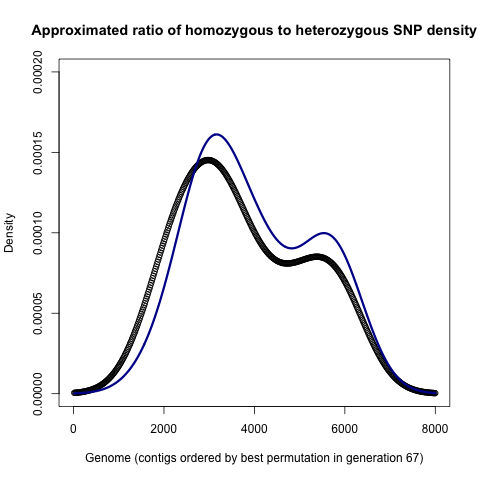 Approximated ratio of homozygous to heterozygous SNP density
0.00020
0.00015
0.00010
0.00005
0.00000
Density
0 2000 4000 6000 8000
Genome (contigs ordered by best permutation in generation 67)